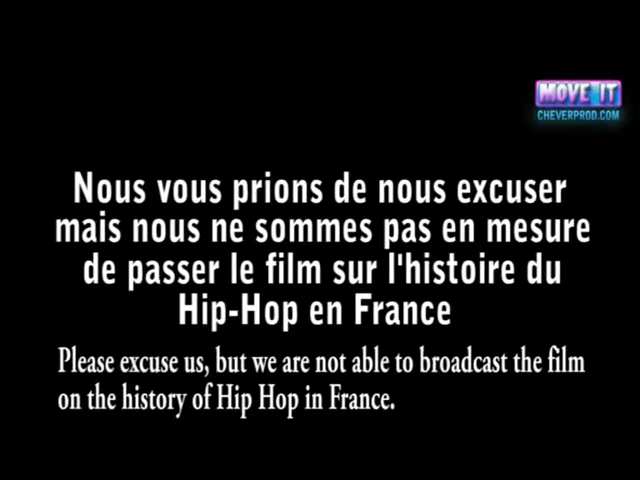 MOVE IT
CHEVERPROD.COM
Nous vous prions de nous excuser
mais nous ne sommes pas en mesure
de passer le film sur l'histoire du
Hip-Hop en France
Please excuse us, but we are not able to broadcast the film
on the history of Hip Hop in France.